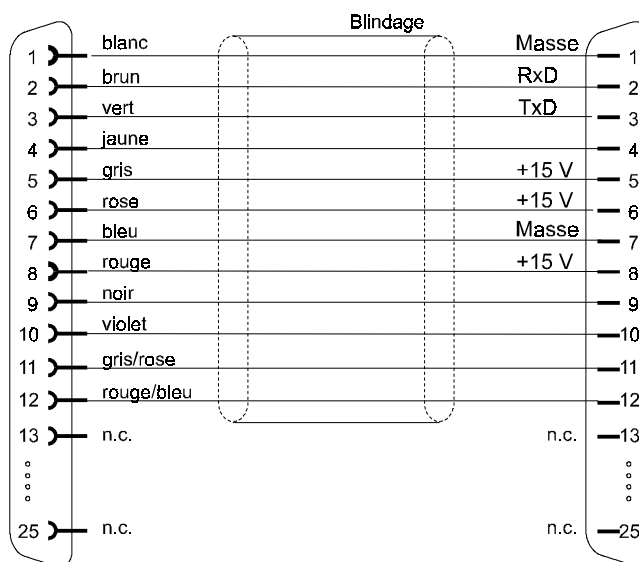 Blindage
1 blanc Masse 1
2 brun RxD 2
3 vert TxD 3
4 jaune 4
5 gris +15 V 5
6 rose +15 V 6
7 bleu Masse 7
8 rouge +15 V 8
9 noir 9
10 violet 10
11 gris/rose 11
12 rouge/bleu 12
13 n.c. n.c. 13
25 n.c. n.c. 25